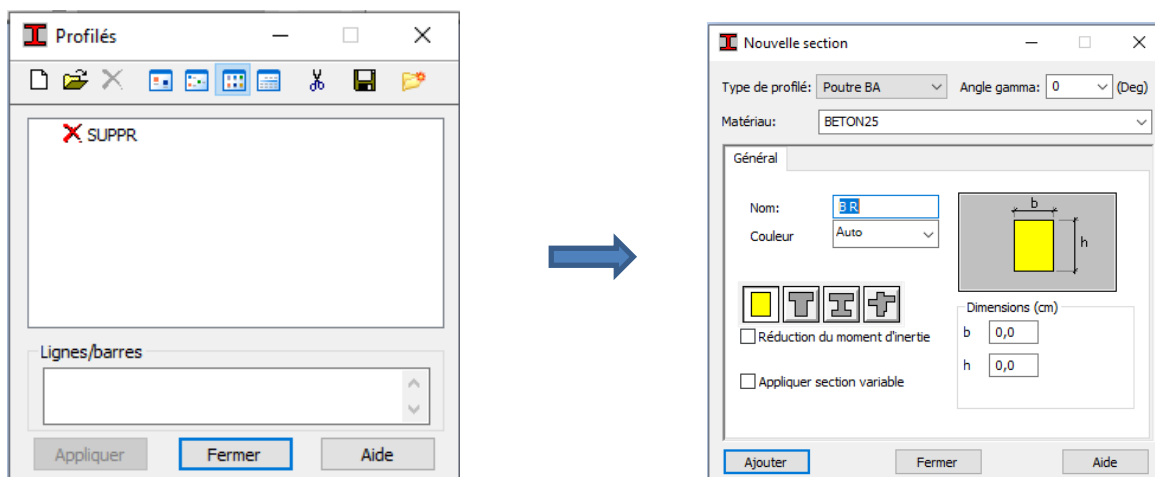 Profilés
SUPPR
Lignes/barres
Appliquer Fermer Aide
Nouvelle section
Type de profilé: Poutre BA Angle gamma: 0 (Deg)
Matériau: BETON25
Général
Nom: B R
Couleur Auto
b
h
Réduction du moment d'inertie
Appliquer section variable
Dimensions (cm)
b 0,0
h 0,0
Ajouter Fermer Aide